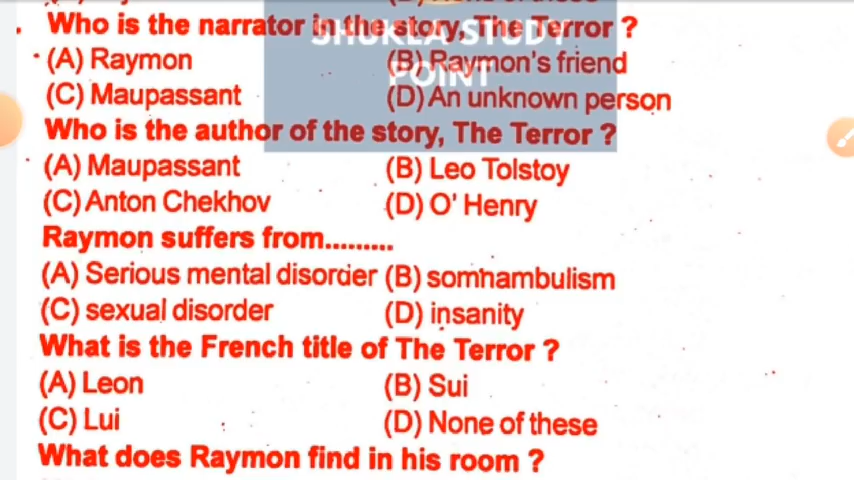 Who is the narrator in the story, The Terror ?
SHUKLA STUDY POINT
(A) Raymon (B) Raymon's friend
(C) Maupassant (D) An unknown person
Who is the author of the story, The Terror ?
(A) Maupassant (B) Leo Tolstoy
(C) Anton Chekhov (D) O' Henry
Raymon suffers from.........
(A) Serious mental disorder (B) somnambulism
(C) sexual disorder (D) insanity
What is the French title of The Terror ?
(A) Leon (B) Sui
(C) Lui (D) None of these
What does Raymon find in his room ?